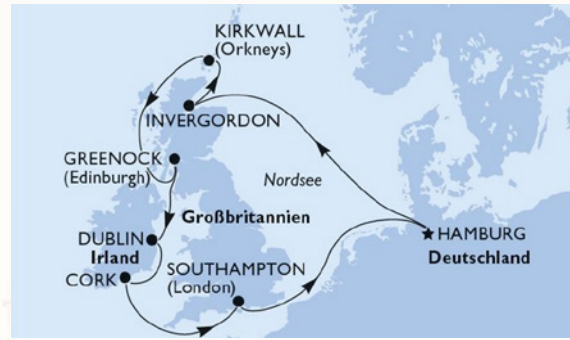 KIRKWALL
(Orkneys)
INVERGORDON
GREENOCK
(Edinburgh)
Nordsee
Großbritannien
DUBLIN
Irland
CORK
SOUTHAMPTON
(London)
HAMBURG
Deutschland